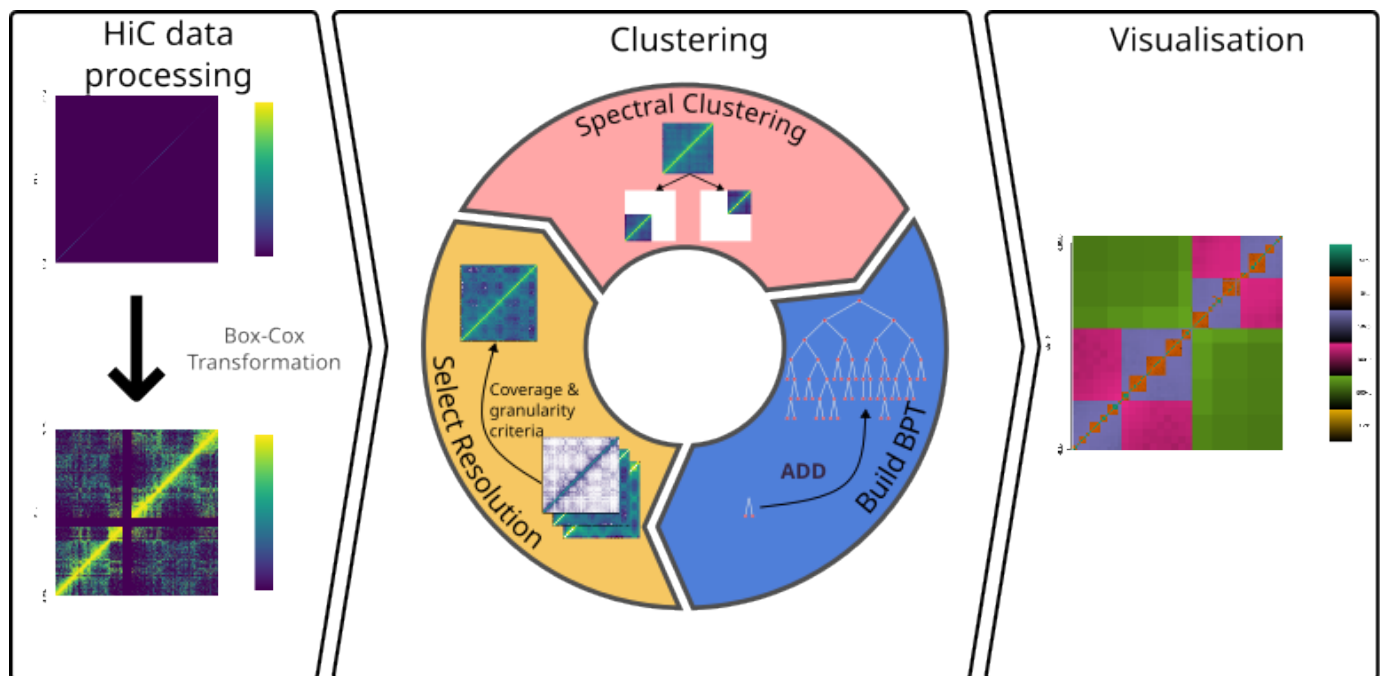 HiC data
processing
Box-Cox
Transformation
Clustering
Spectral Clustering
Select Resolution
Coverage &
granularity
criteria
Build BPT
ADD
Visualisation